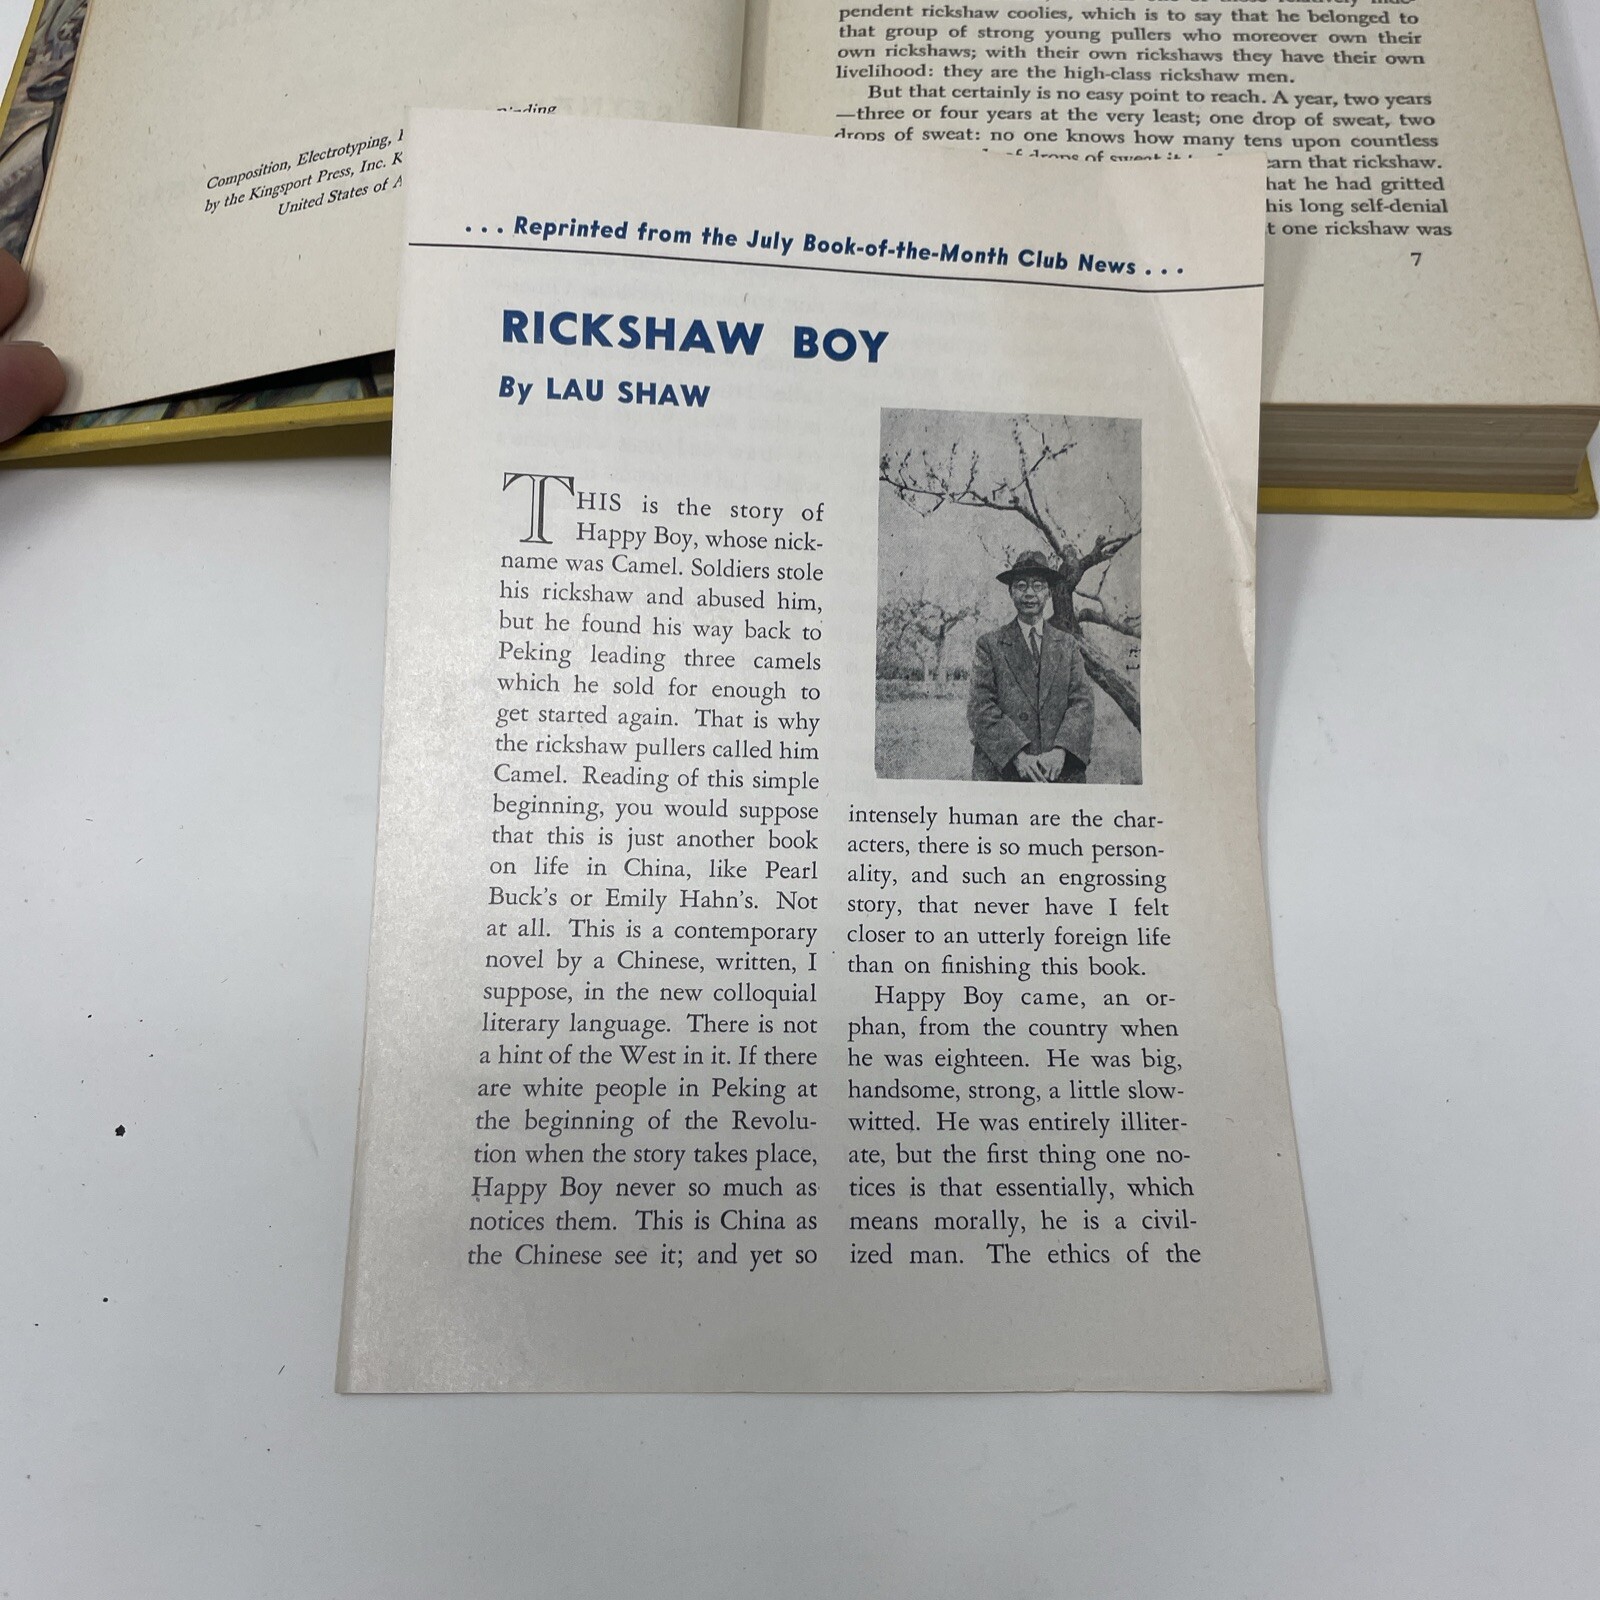 Composition, Electrotyping,
by the Kingsport Press, Inc.
United States of
pendent rickshaw coolies, which is to say that he belonged to
that group of strong young pullers who moreover own their
own rickshaws; with their own rickshaws they have their own
livelihood: they are the high-class rickshaw men.
But that certainly is no easy point to reach. A year, two years
—three or four years at the very least; one drop of sweat, two
drops of sweat: no one knows how many tens upon countless
of drops of sweat it earn that rickshaw.
hat he had gritted
his long self-denial
t one rickshaw was
7
. . . Reprinted from the July Book-of-the-Month Club News . . .
RICKSHAW BOY
By LAU SHAW
THIS is the story of
Happy Boy, whose nick-
name was Camel. Soldiers stole
his rickshaw and abused him,
but he found his way back to
Peking leading three camels
which he sold for enough to
get started again. That is why
the rickshaw pullers called him
Camel. Reading of this simple
beginning, you would suppose
that this is just another book
on life in China, like Pearl
Buck's or Emily Hahn's. Not
at all. This is a contemporary
novel by a Chinese, written, I
suppose, in the new colloquial
literary language. There is not
a hint of the West in it. If there
are white people in Peking at
the beginning of the Revolu-
tion when the story takes place,
Happy Boy never so much as
notices them. This is China as
the Chinese see it; and yet so
intensely human are the char-
acters, there is so much person-
ality, and such an engrossing
story, that never have I felt
closer to an utterly foreign life
than on finishing this book.
Happy Boy came, an or-
phan, from the country when
he was eighteen. He was big,
handsome, strong, a little slow-
witted. He was entirely illiter-
ate, but the first thing one no-
tices is that essentially, which
means morally, he is a civil-
ized man. The ethics of the